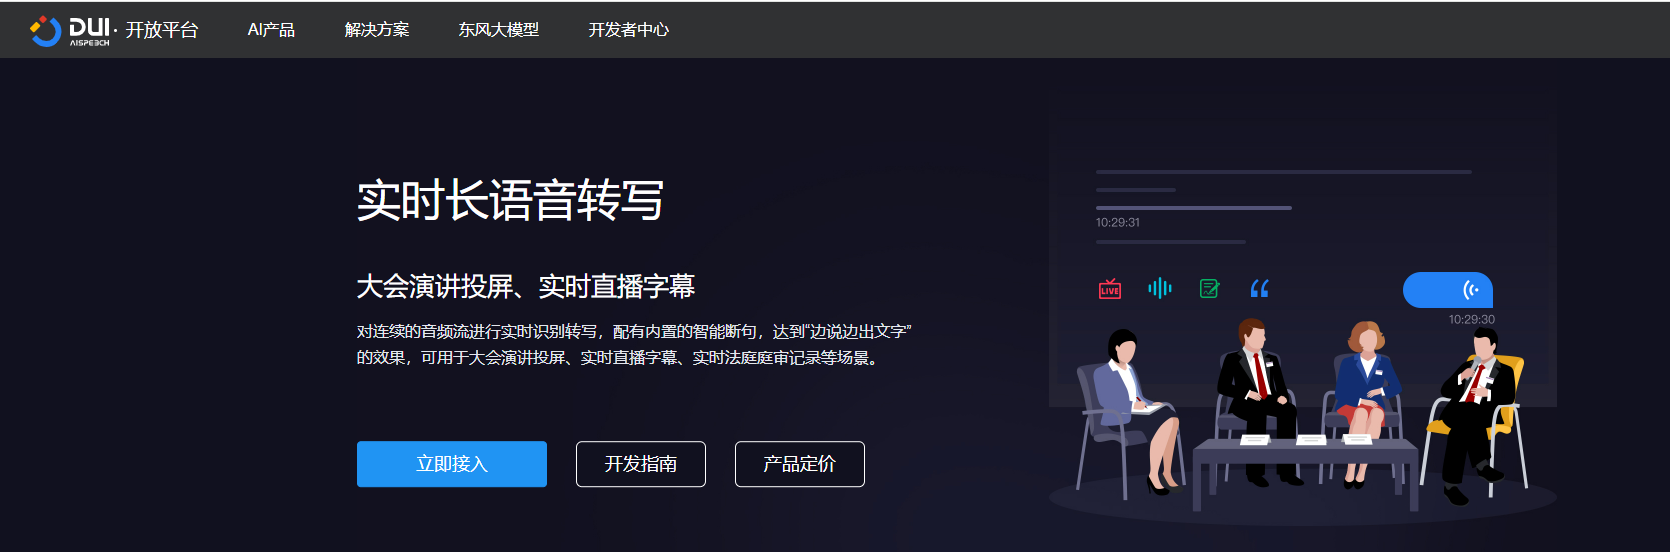 DUI· 开放平台 AI产品 解决方案 东风大模型 开发者中心
AISPEECH
实时长语音转写
大会演讲投屏、实时直播字幕
对连续的音频流进行实时识别转写，配有内置的智能断句，达到“边说边出文字”
的效果，可用于大会演讲投屏、实时直播字幕、实时法庭庭审记录等场景。
立即接入 开发指南 产品定价
10:29:31
LIVE
10:29:30